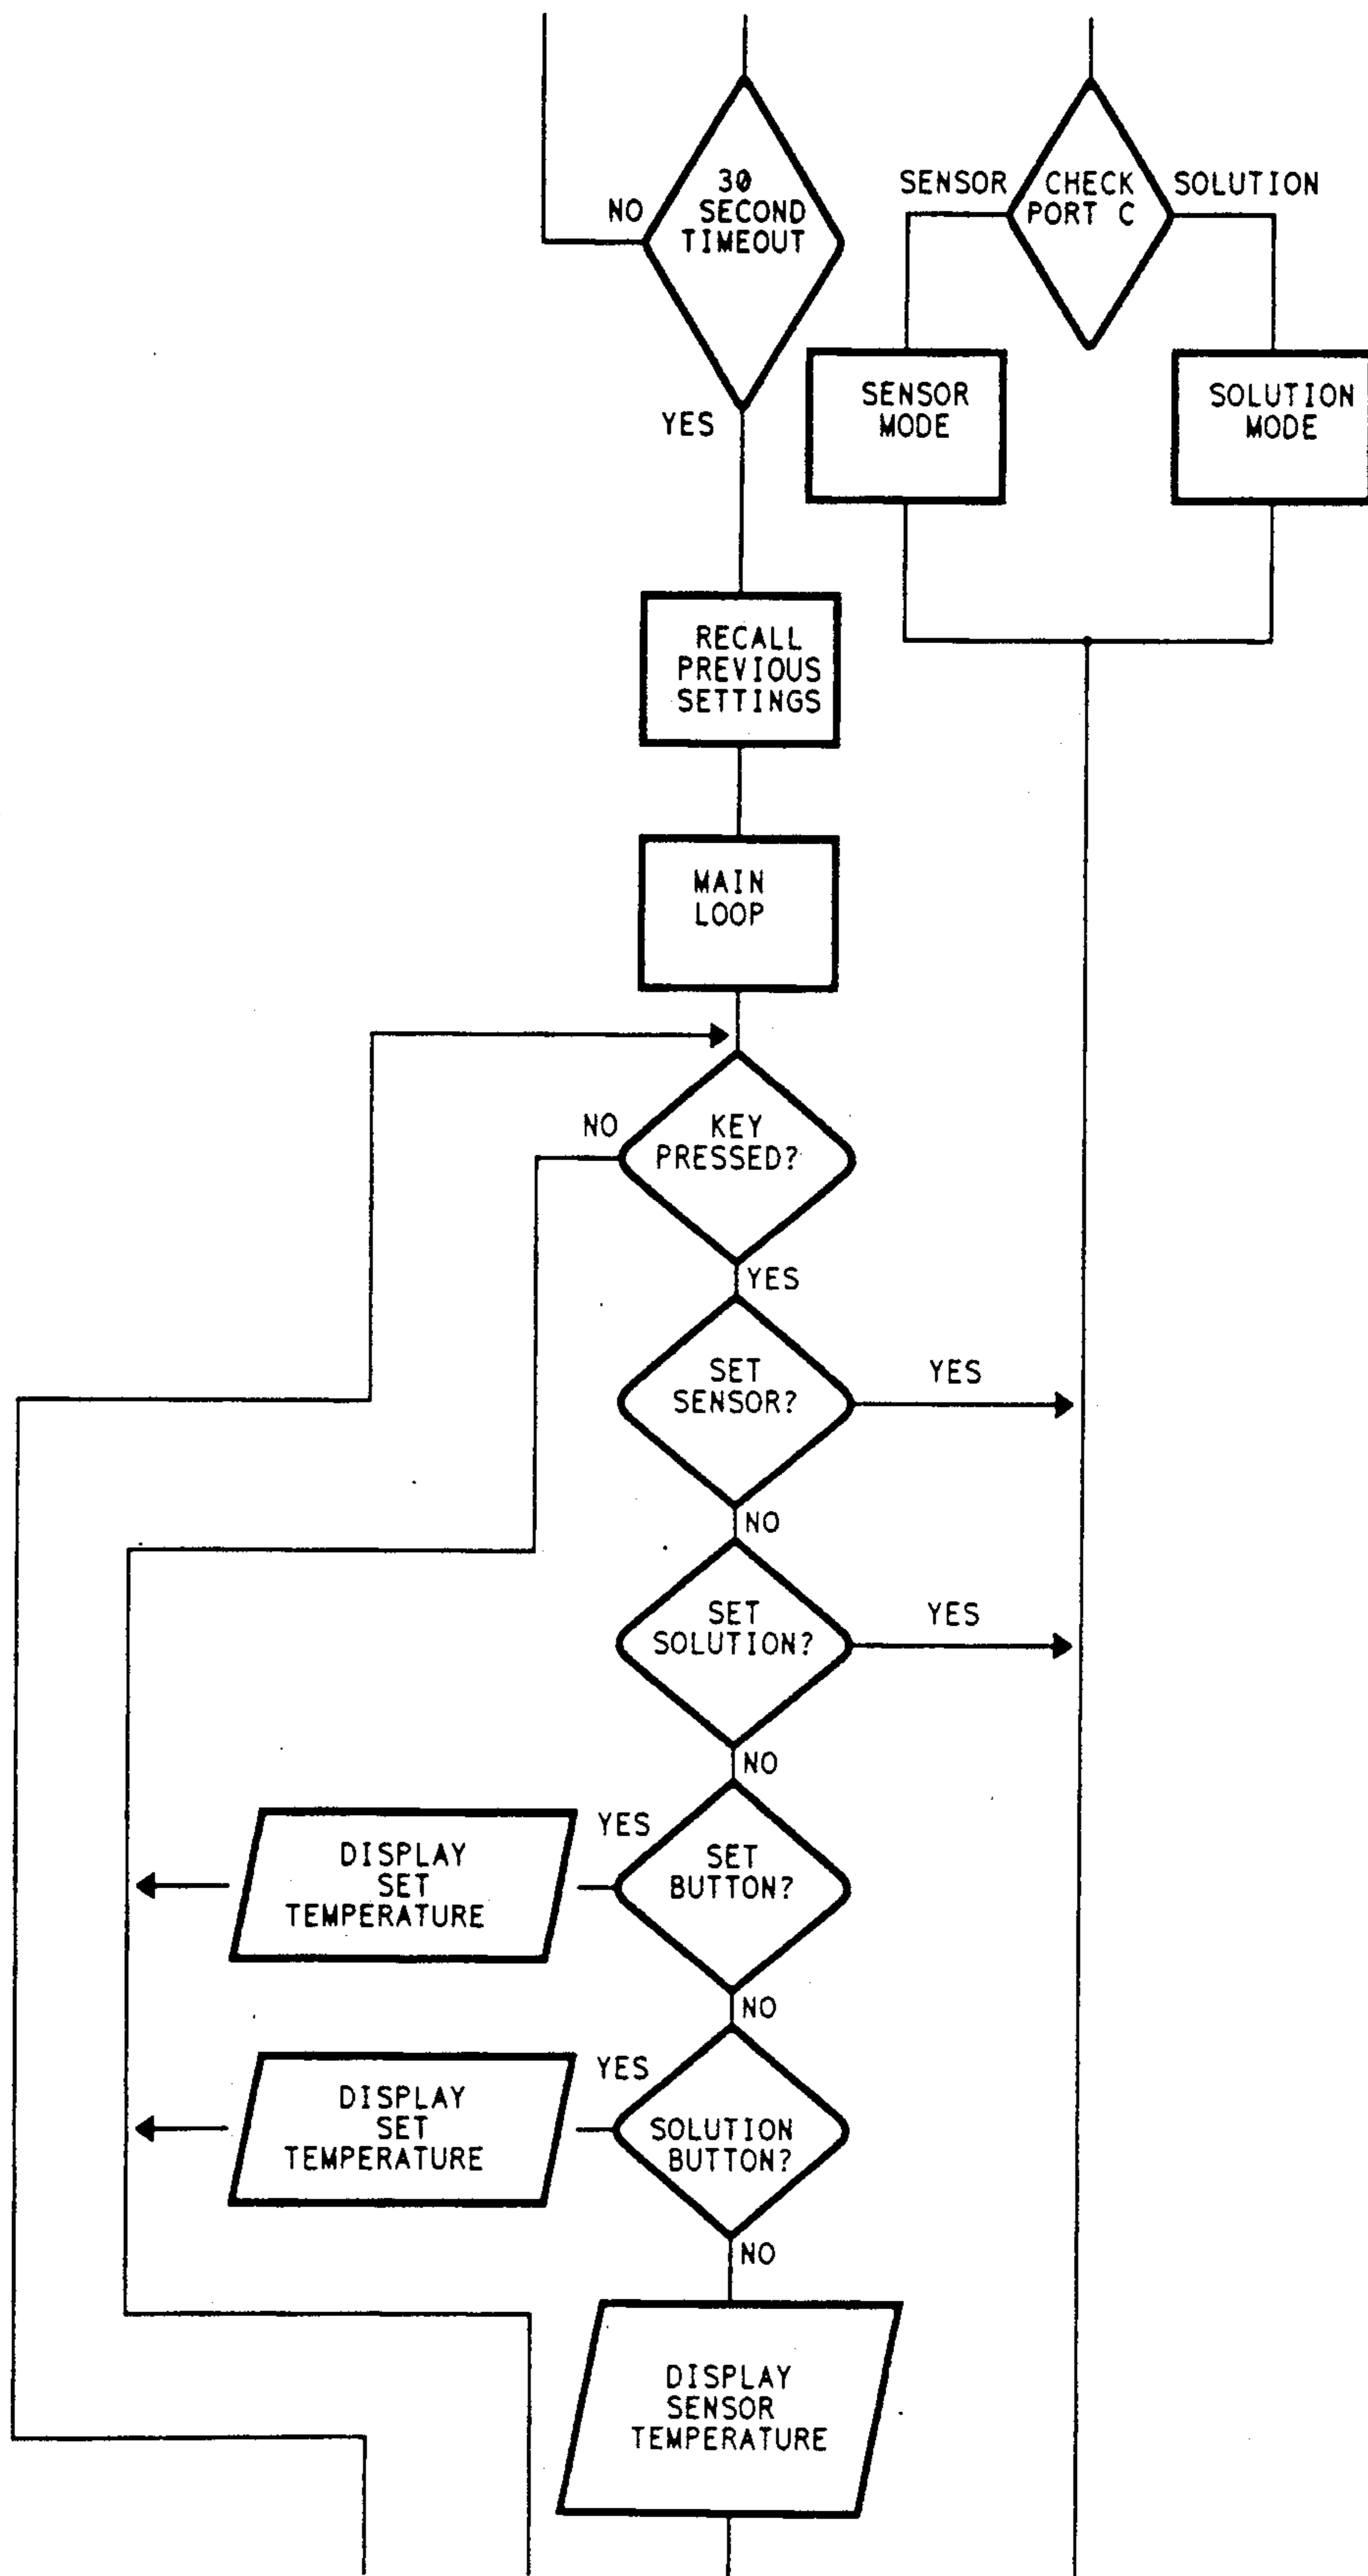 30
SECOND
TIMEOUT
NO
YES
SENSOR
CHECK
PORT C
SOLUTION
SENSOR
MODE
SOLUTION
MODE
RECALL
PREVIOUS
SETTINGS
MAIN
LOOP
NO
KEY
PRESSED?
YES
SET
SENSOR?
YES
NO
SET
SOLUTION?
YES
NO
DISPLAY
SET
TEMPERATURE
YES
SET
BUTTON?
NO
DISPLAY
SET
TEMPERATURE
YES
SOLUTION
BUTTON?
NO
DISPLAY
SENSOR
TEMPERATURE